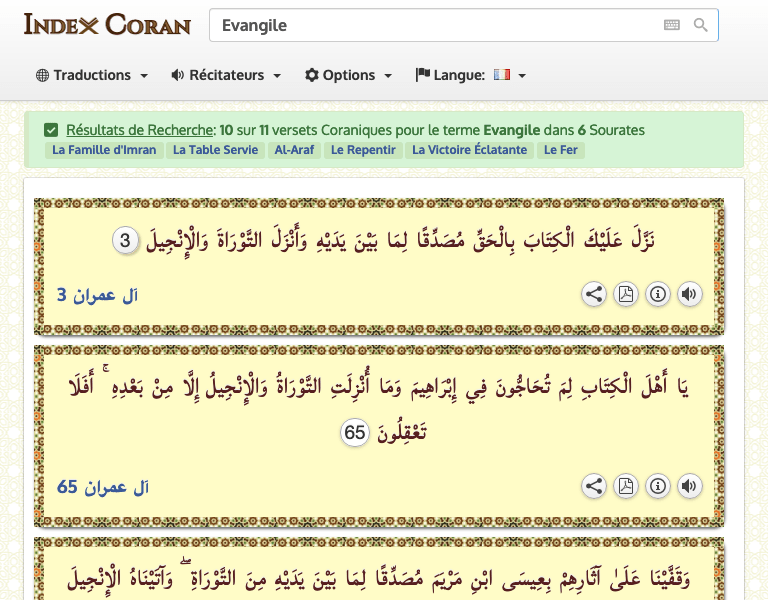 INDEX CORAN
Evangile
Traductions Récitateurs Options Langue:
Résultats de Recherche: 10 sur 11 versets Coraniques pour le terme Evangile dans 6 Sourates
La Famille d'Imran La Table Servie Al-Araf Le Repentir La Victoire Éclatante Le Fer
نَزَّلَ عَلَيْكَ الْكِتَابَ بِالْحَقِّ مُصَدِّقًا لِمَا بَيْنَ يَدَيْهِ وَأَنْزَلَ التَّوْرَاةَ وَالْإِنْجِيلَ 3
آل عمران 3
يَا أَهْلَ الْكِتَابِ لِمَ تُحَاجُّونَ فِي إِبْرَاهِيمَ وَمَا أُنْزِلَتِ التَّوْرَاةُ وَالْإِنْجِيلُ إِلَّا مِنْ بَعْدِهِ ۚ أَفَلَا
تَعْقِلُونَ 65
آل عمران 65
وَقَفَّيْنَا عَلَىٰ آثَارِهِمْ بِعِيسَى ابْنِ مَرْيَمَ مُصَدِّقًا لِمَا بَيْنَ يَدَيْهِ مِنَ التَّوْرَاةِ ۖ وَآتَيْنَاهُ الْإِنْجِيلَ